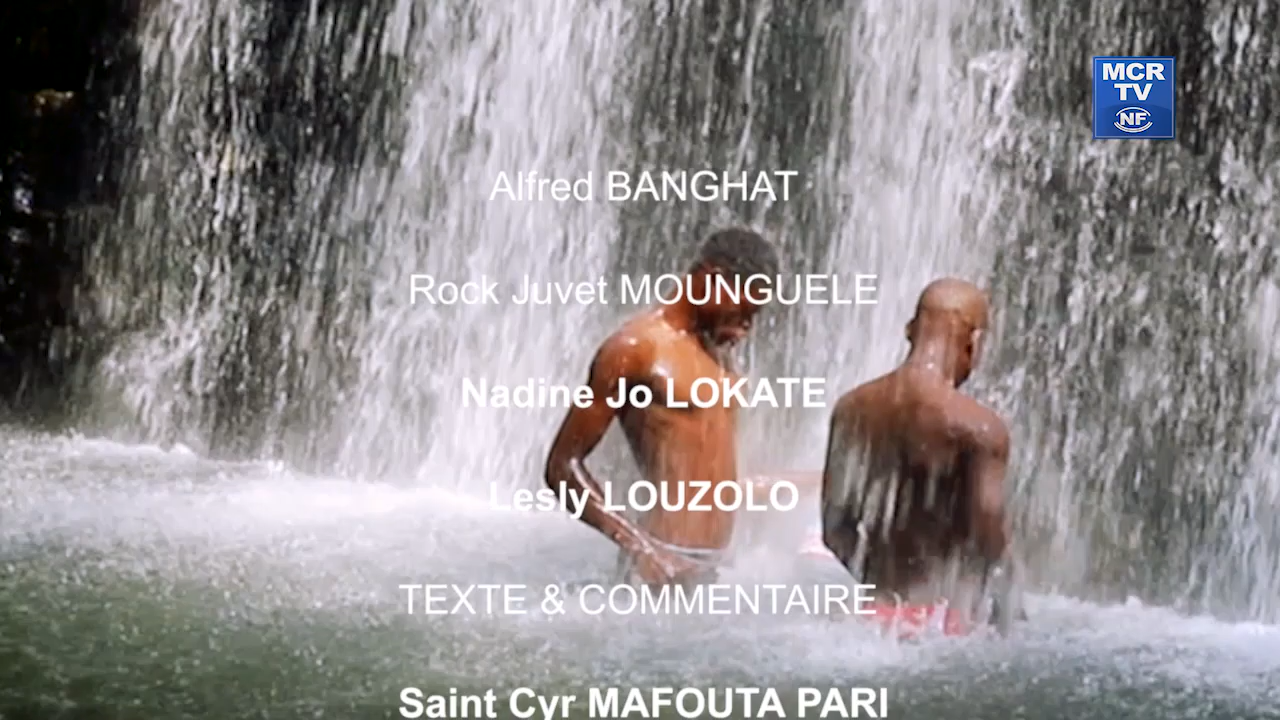 MCR
TV
NF
Alfred BANGHAT
Rock Juvet MOUNGUELE
Nadine Jo LOKATE
Lesly LOUZOLO
TEXTE & COMMENTAIRE
Saint Cyr MAFOUTA PARI